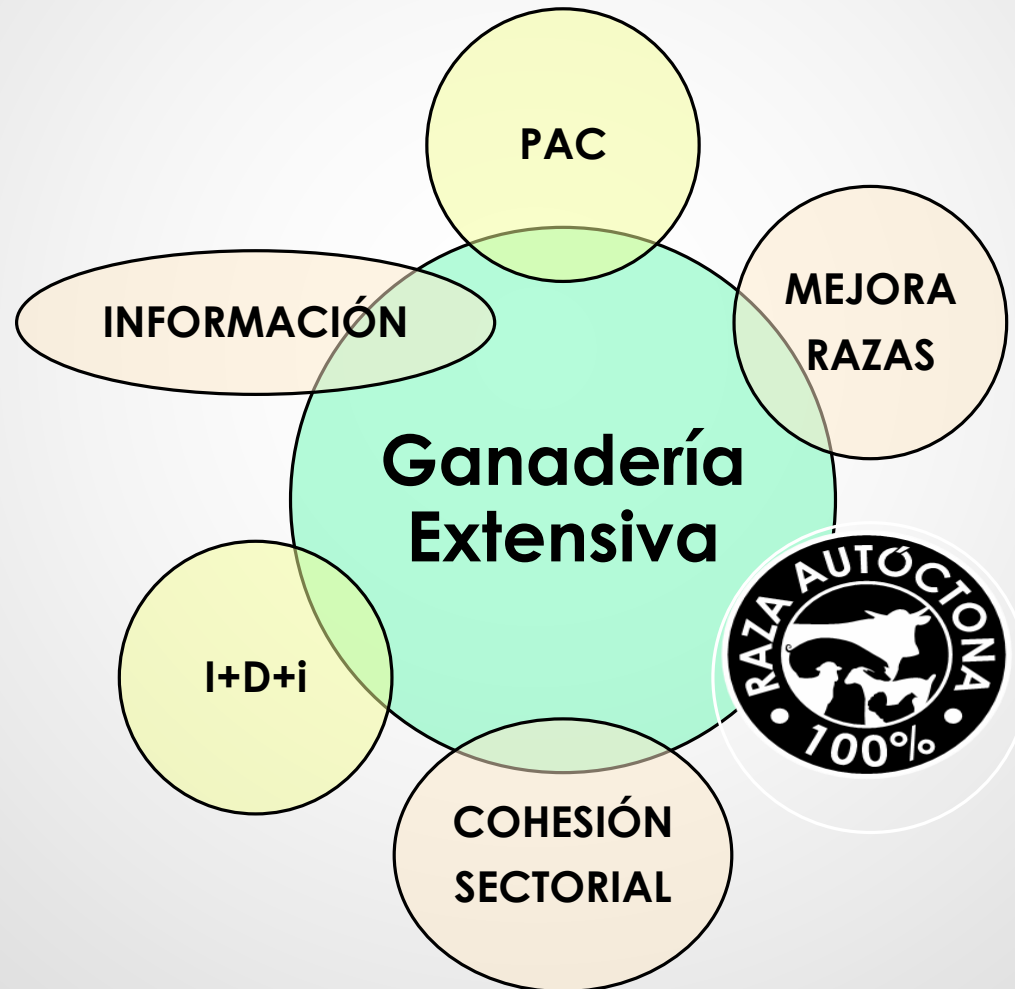 PAC
MEJORA
RAZAS
INFORMACIÓN
Ganadería
Extensiva
RAZA AUTÓCTONA
100%
I+D+i
COHESIÓN
SECTORIAL